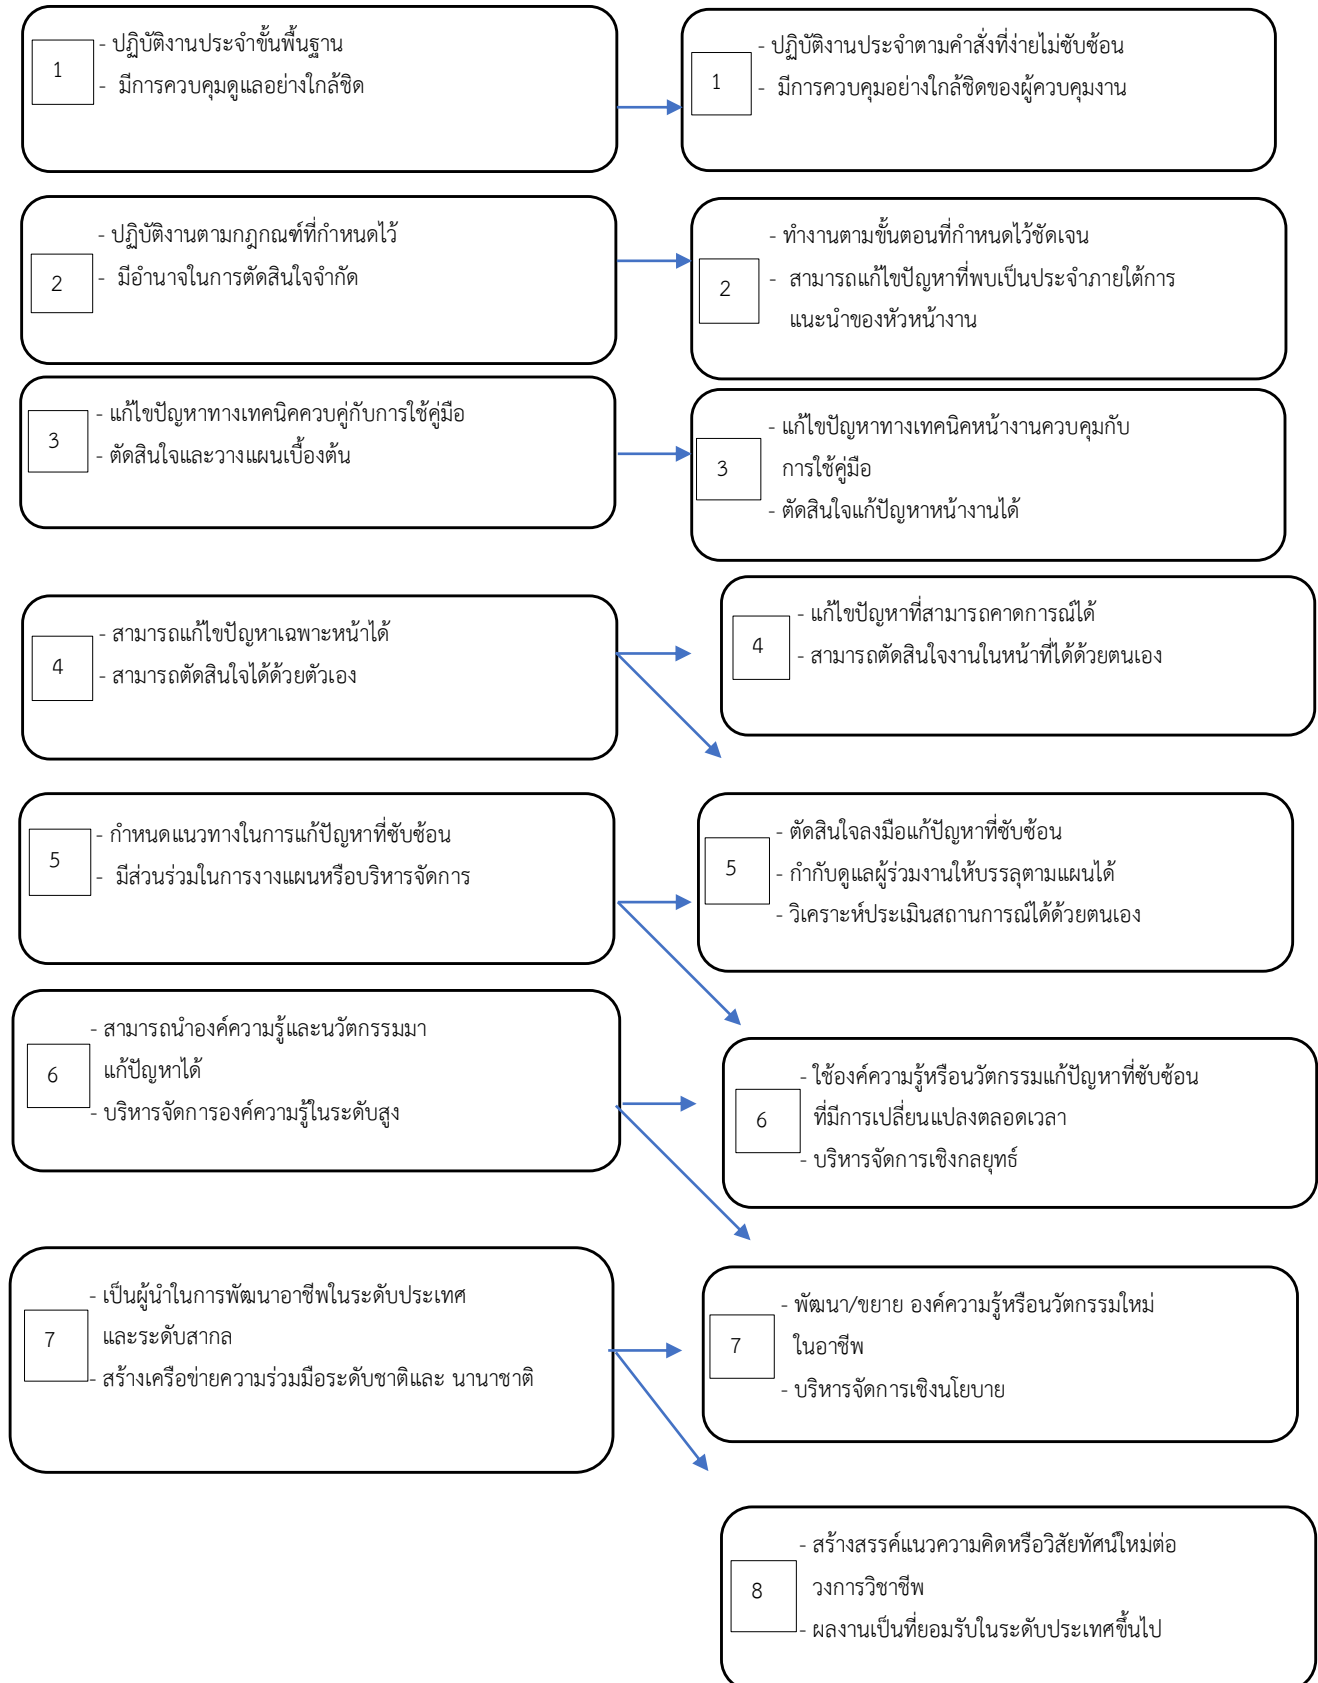 1
- ปฏิบัติงานประจำขั้นพื้นฐาน
- มีการควบคุมดูแลอย่างใกล้ชิด
1
- ปฏิบัติงานประจำตามคำสั่งที่ง่ายไม่ซับซ้อน
- มีการควบคุมอย่างใกล้ชิดของผู้ควบคุมงาน
2
- ปฏิบัติงานตามกฎกณฑ์ที่กำหนดไว้
- มีอำนาจในการตัดสินใจจำกัด
2
- ทำงานตามขั้นตอนที่กำหนดไว้ชัดเจน
- สามารถแก้ไขปัญหาที่พบเป็นประจำภายใต้การ
แนะนำของหัวหน้างาน
3
- แก้ไขปัญหาทางเทคนิคควบคู่กับการใช้คู่มือ
- ตัดสินใจและวางแผนเบื้องต้น
3
- แก้ไขปัญหาทางเทคนิคหน้างานควบคุมกับ
การใช้คู่มือ
- ตัดสินใจแก้ปัญหาหน้างานได้
4
- สามารถแก้ไขปัญหาเฉพาะหน้าได้
- สามารถตัดสินใจได้ด้วยตัวเอง
4
- แก้ไขปัญหาที่สามารถคาดการณ์ได้
- สามารถตัดสินใจงานในหน้าที่ได้ด้วยตนเอง
5
- กำหนดแนวทางในการแก้ปัญหาที่ซับซ้อน
- มีส่วนร่วมในการงางแผนหรือบริหารจัดการ
5
- ตัดสินใจลงมือแก้ปัญหาที่ซับซ้อน
- กำกับดูแลผู้ร่วมงานให้บรรลุตามแผนได้
- วิเคราะห์ประเมินสถานการณ์ได้ด้วยตนเอง
6
- สามารถนำองค์ความรู้และนวัตกรรมมา
แก้ปัญหาได้
- บริหารจัดการองค์ความรู้ในระดับสูง
6
- ใช้องค์ความรู้หรือนวัตกรรมแก้ปัญหาที่ซับซ้อน
ที่มีการเปลี่ยนแปลงตลอดเวลา
- บริหารจัดการเชิงกลยุทธ์
7
- เป็นผู้นำในการพัฒนาอาชีพในระดับประเทศ
และระดับสากล
- สร้างเครือข่ายความร่วมมือระดับชาติและ นานาชาติ
7
- พัฒนา/ขยาย องค์ความรู้หรือนวัตกรรมใหม่
ในอาชีพ
- บริหารจัดการเชิงนโยบาย
8
- สร้างสรรค์แนวความคิดหรือวิสัยทัศน์ใหม่ต่อ
วงการวิชาชีพ
- ผลงานเป็นที่ยอมรับในระดับประเทศขึ้นไป